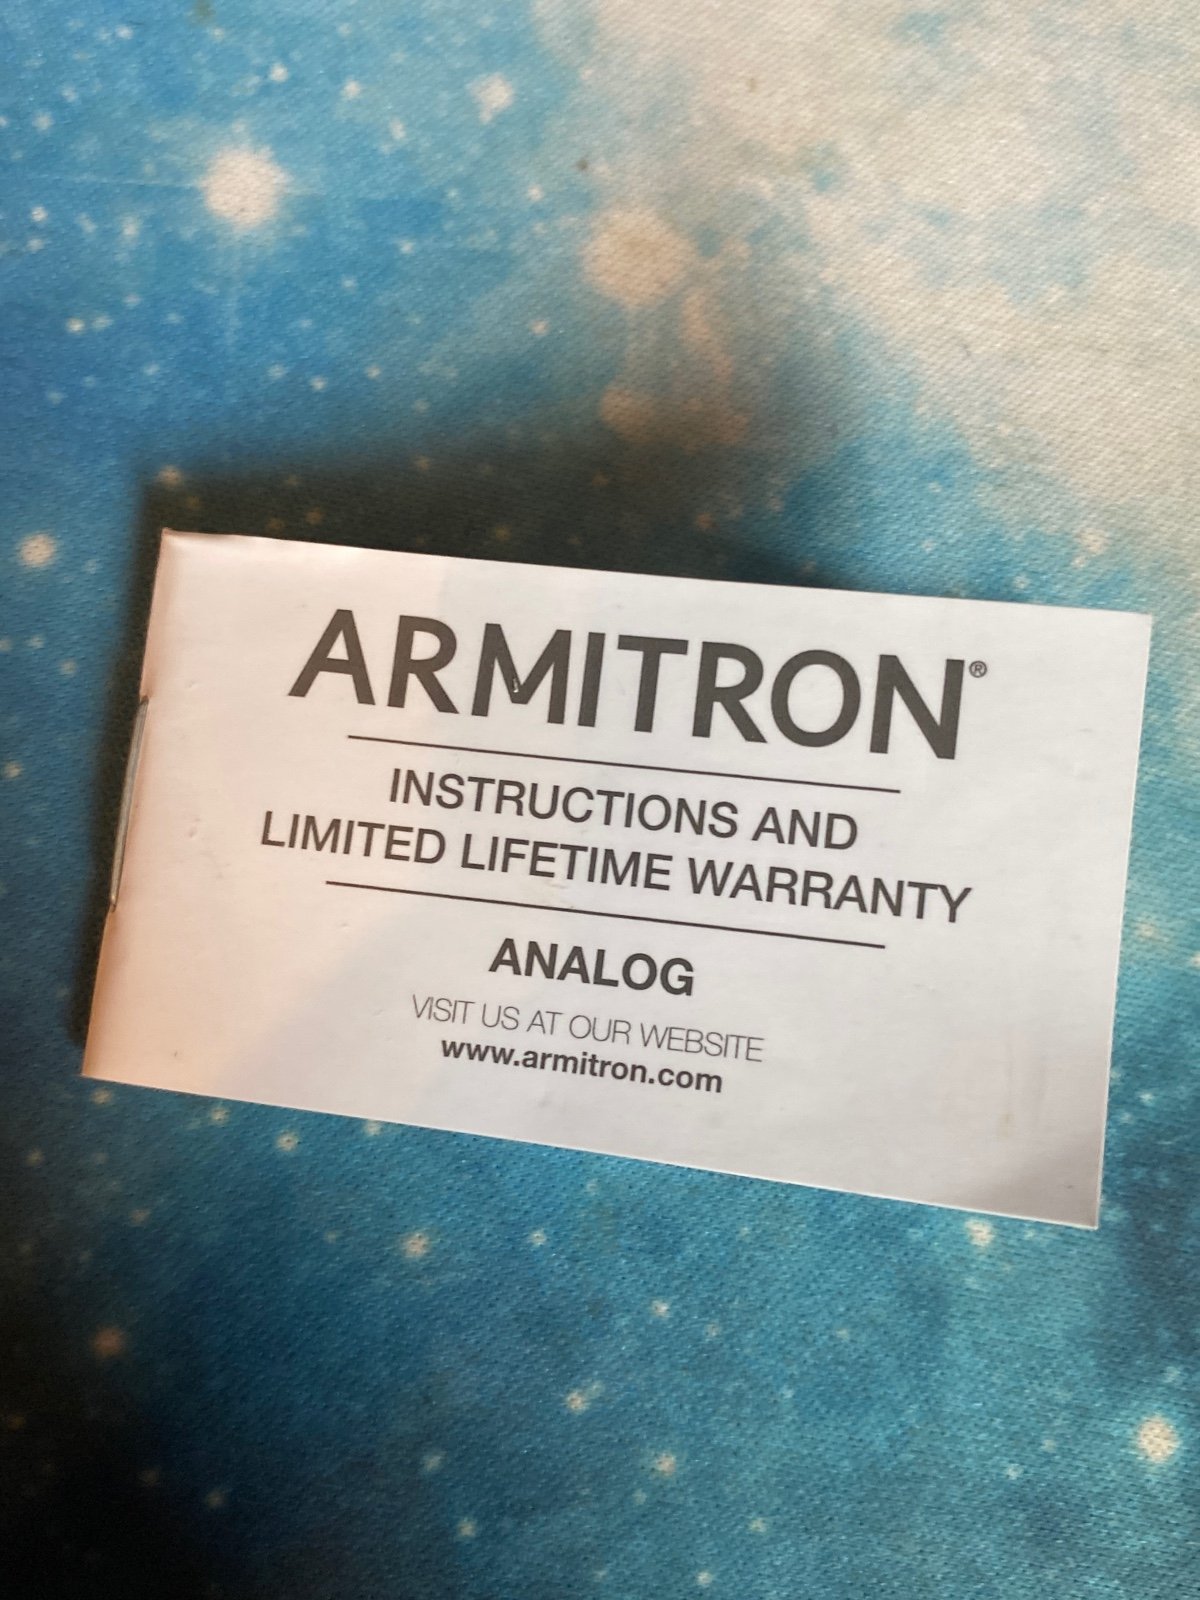 ARMITRON®
INSTRUCTIONS AND
LIMITED LIFETIME WARRANTY
ANALOG
VISIT US AT OUR WEBSITE
www.armitron.com